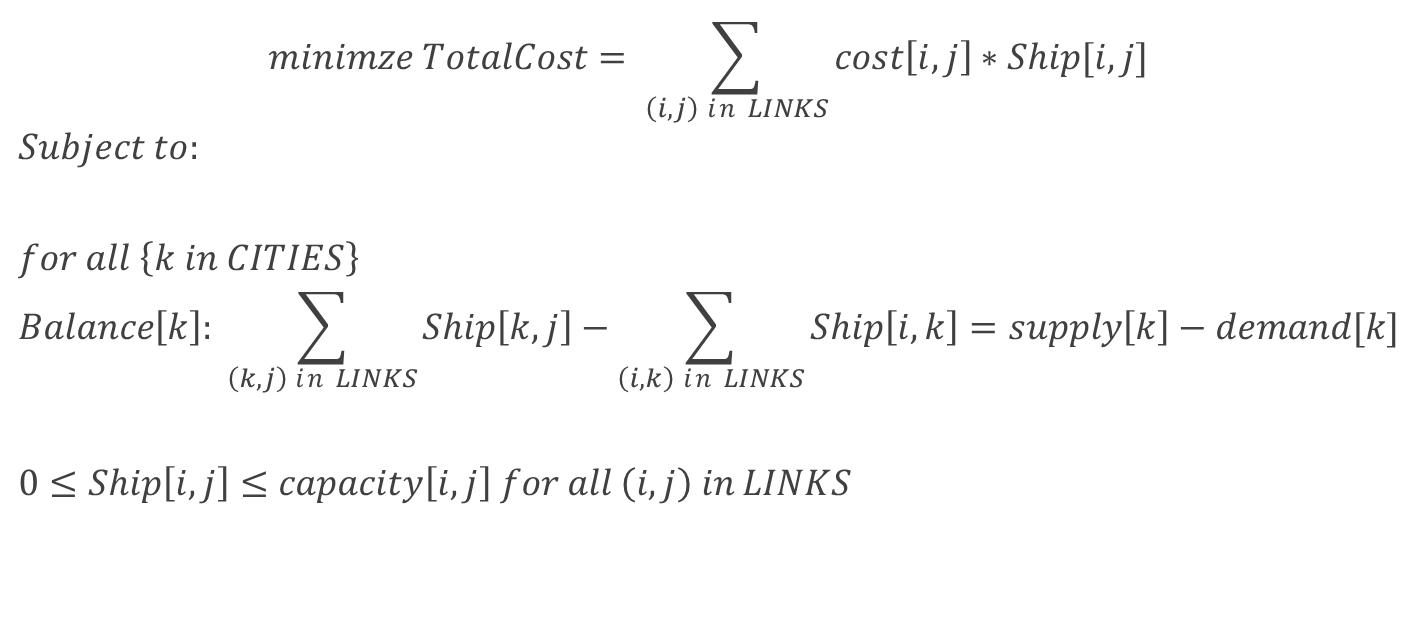 minimze TotalCost = ∑ cost[i,j] ∗ Ship[i,j]
(i,j) in LINKS
Subject to:
for all {k in CITIES}
Balance[k]: ∑ Ship[k,j] − ∑ Ship[i,k] = supply[k] − demand[k]
(k,j) in LINKS (i,k) in LINKS
0 ≤ Ship[i,j] ≤ capacity[i,j] for all (i,j) in LINKS